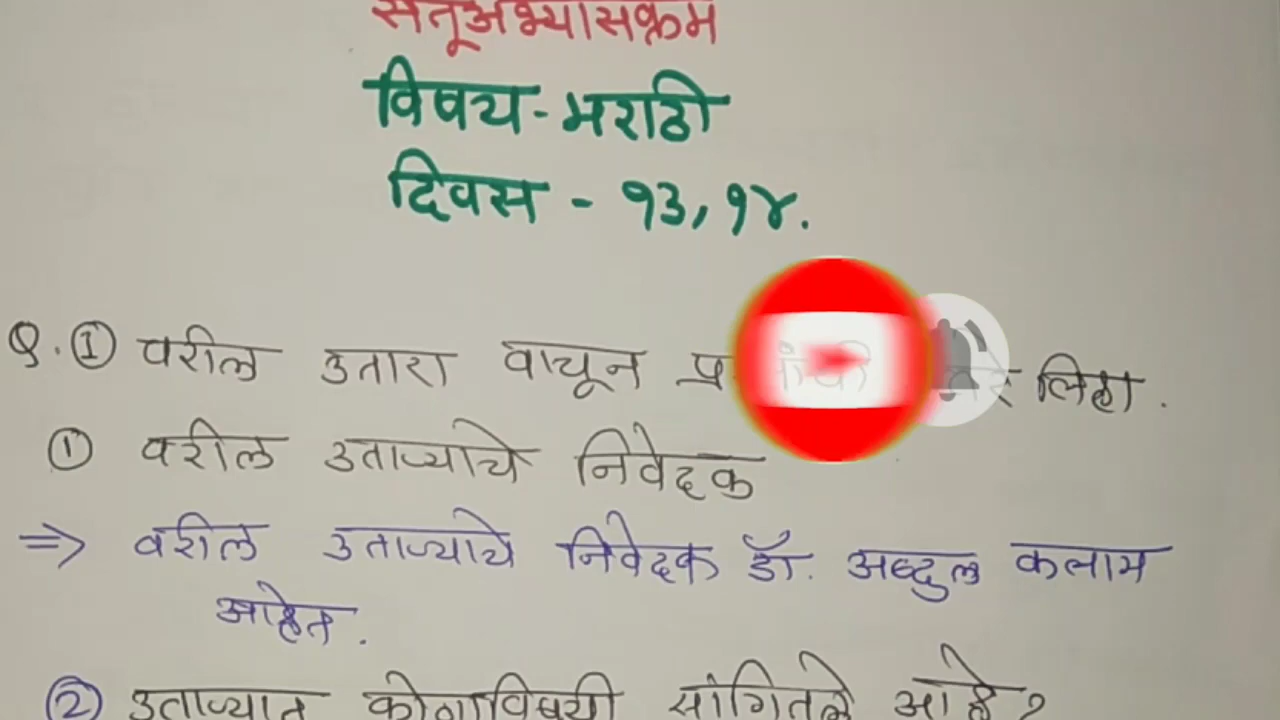 सेतूअभ्यासक्रम
विषय-मराठी
दिवस - १३,१४.
Q.① वरील उतारा वाचून लिहा.
① वरील उताऱ्याचे निवेदक
⇒ वरील उताऱ्याचे निवेदक डॉ. अब्दुल कलाम
आहेत.
② उताऱ्यात कोणाविषयी सांगितले आहे?